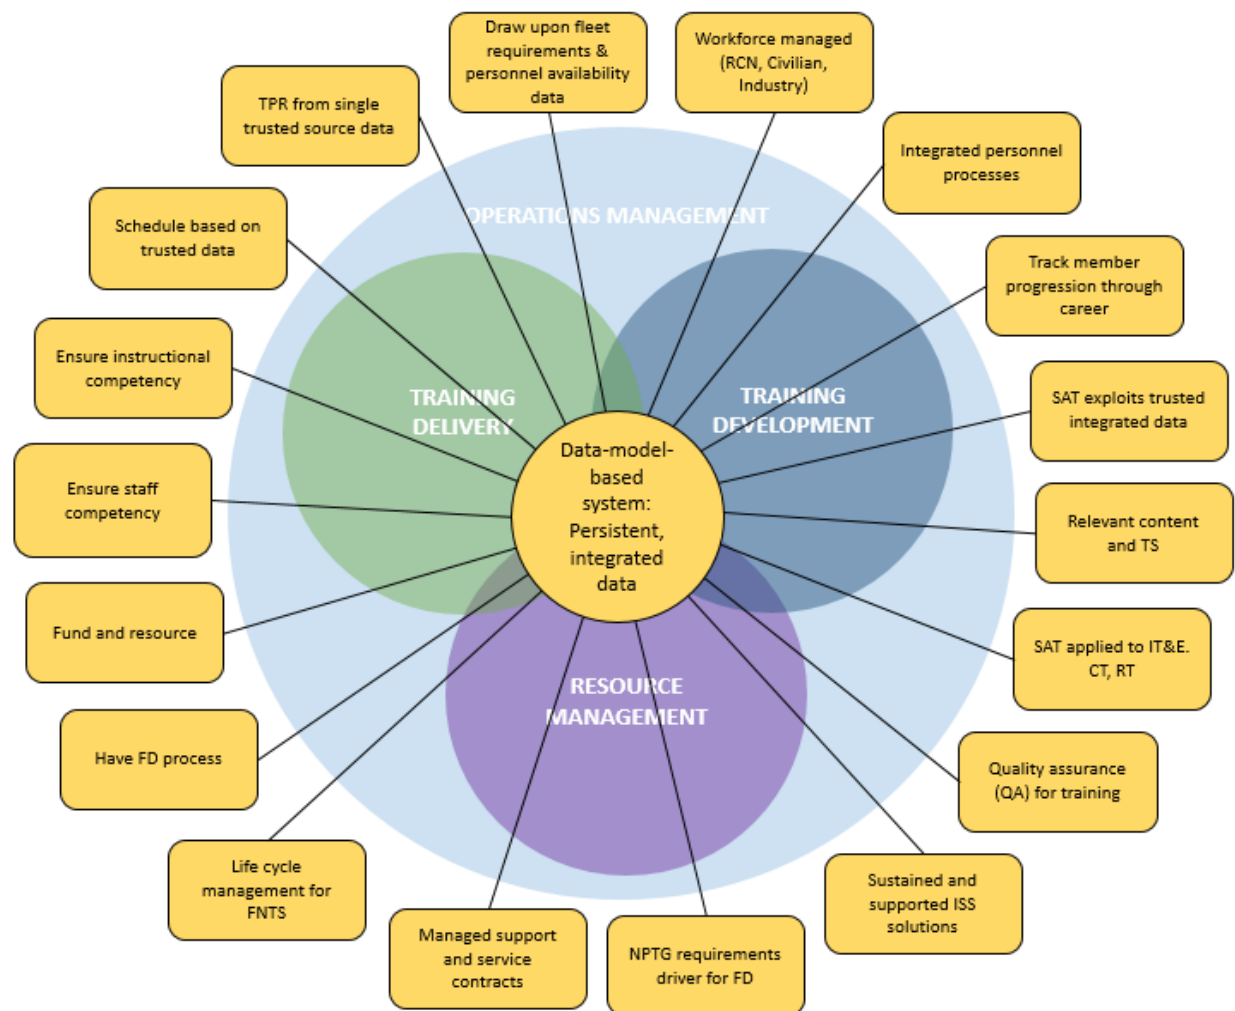 Draw upon fleet
requirements &
personnel availability
data
Workforce managed
(RCN, Civilian,
Industry)
TPR from single
trusted source data
Integrated personnel
processes
OPERATIONS MANAGEMENT
Schedule based on
trusted data
Track member
progression through
career
Ensure instructional
competency
TRAINING
DELIVERY
TRAINING
DEVELOPMENT
SAT exploits trusted
integrated data
Data-model-
based
system:
Persistent,
integrated
data
Ensure staff
competency
Relevant content
and TS
Fund and resource
SAT applied to IT&E.
CT, RT
RESOURCE
MANAGEMENT
Have FD process
Quality assurance
(QA) for training
Life cycle
management for
FNTS
Sustained and
supported ISS
solutions
Managed support
and service
contracts
NPTG requirements
driver for FD